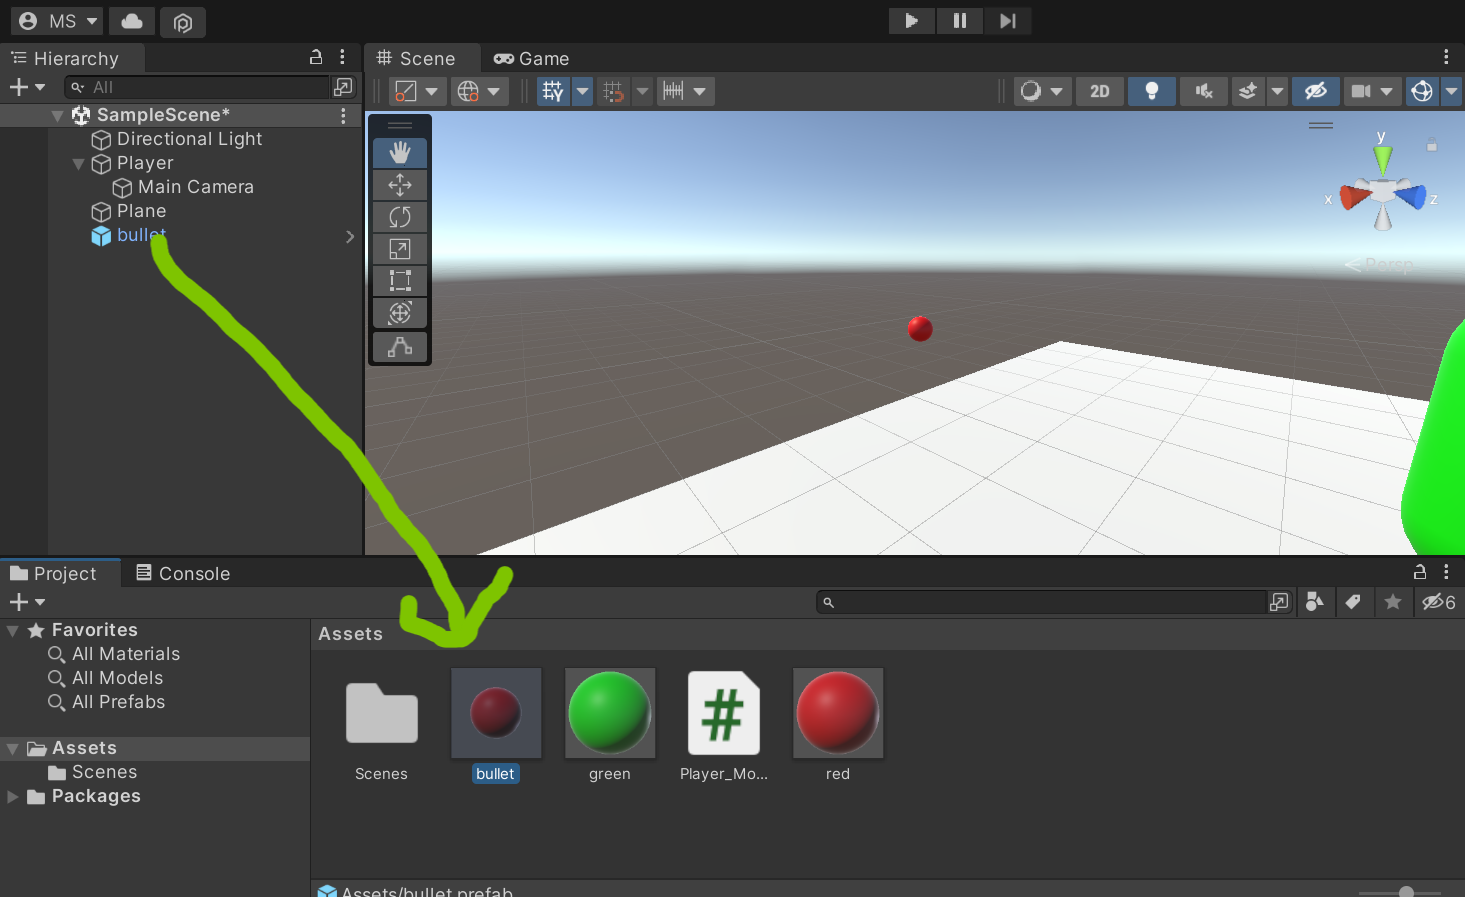 MS
Hierarchy
Scene
Game
All
2D
SampleScene*
Directional Light
Player
Main Camera
Plane
bullet
y
x
z
Persp
Project
Console
6
Favorites
All Materials
All Models
All Prefabs
Assets
Scenes
Packages
Assets
Scenes
bullet
green
Player_Mo...
red
Assets/bullet.prefab